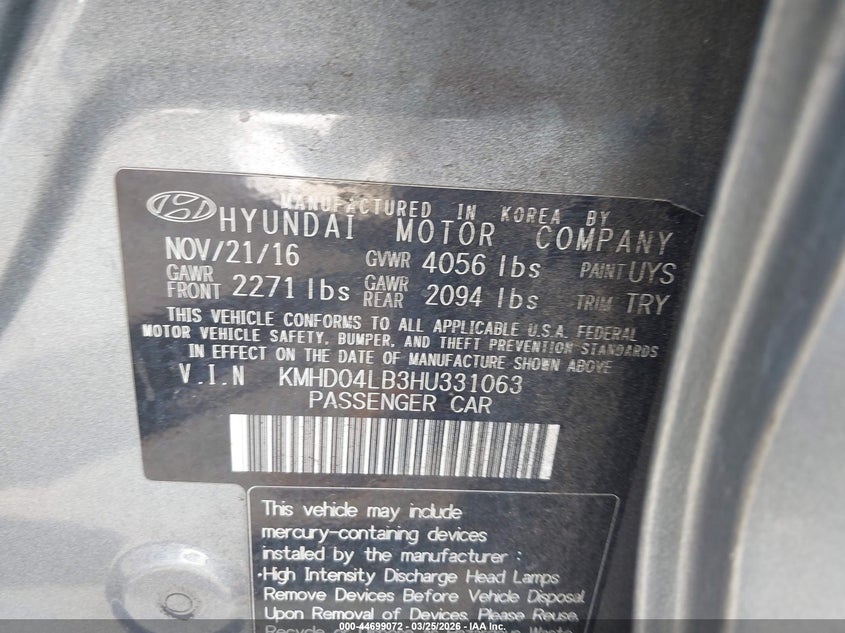 MANUFACTURED IN KOREA BY
HYUNDAI MOTOR COMPANY
NOV/21/16 GVWR 4056 lbs PAINT UYS
GAWR FRONT 2271 lbs GAWR REAR 2094 lbs TRIM TRY
THIS VEHICLE CONFORMS TO ALL APPLICABLE U.S.A. FEDERAL
MOTOR VEHICLE SAFETY, BUMPER, AND THEFT PREVENTION STANDARDS
IN EFFECT ON THE DATE OF MANUFACTURE SHOWN ABOVE
V.I.N KMHD04LB3HU331063
PASSENGER CAR
This vehicle may include
mercury-containing devices
installed by the manufacturer :
·High Intensity Discharge Head Lamps
Remove Devices Before Vehicle Disposal.
Upon Removal of Devices, Please Reuse,
000-44699072 - 03/25/2026 - IAA Inc.